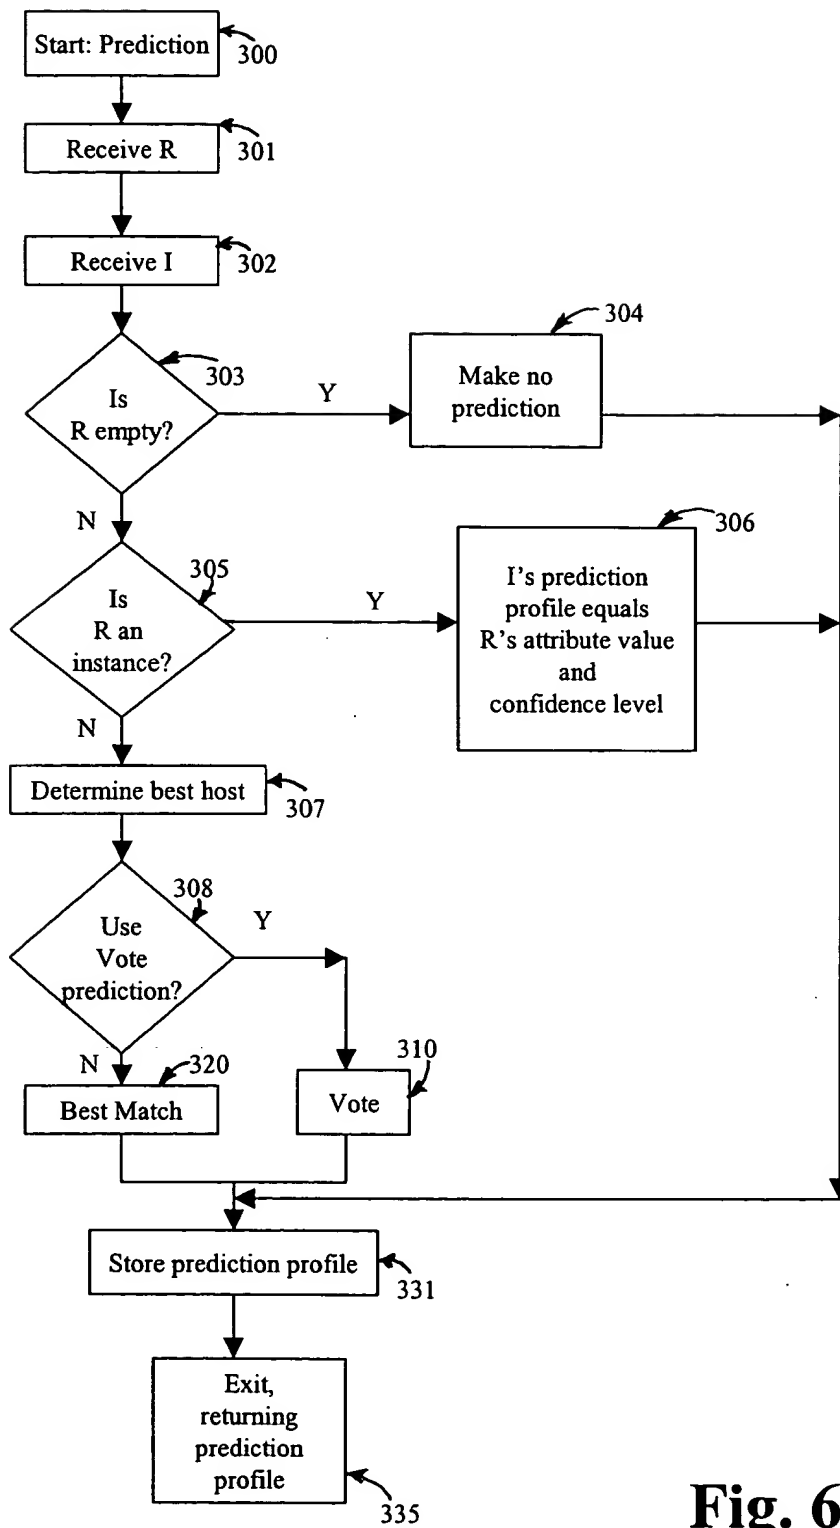 Start: Prediction
300
Receive R
301
Receive I
302
304
Make no
prediction
303
Is
R empty?
Y
N
306
305
Is
R an
instance?
Y
I's prediction
profile equals
R's attribute value
and
confidence level
N
Determine best host
307
308
Use
Vote
prediction?
Y
N
320
310
Best Match
Vote
Store prediction profile
331
Exit,
returning
prediction
profile
335
Fig. 6